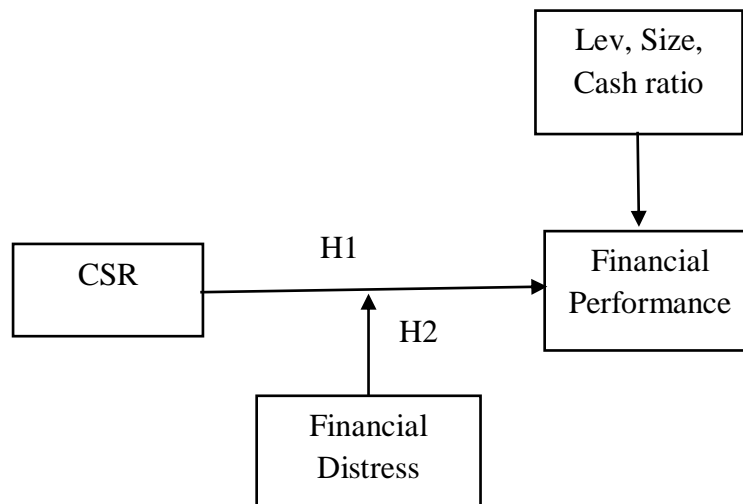 Lev, Size,
Cash ratio
H1
CSR
Financial
Performance
H2
Financial
Distress